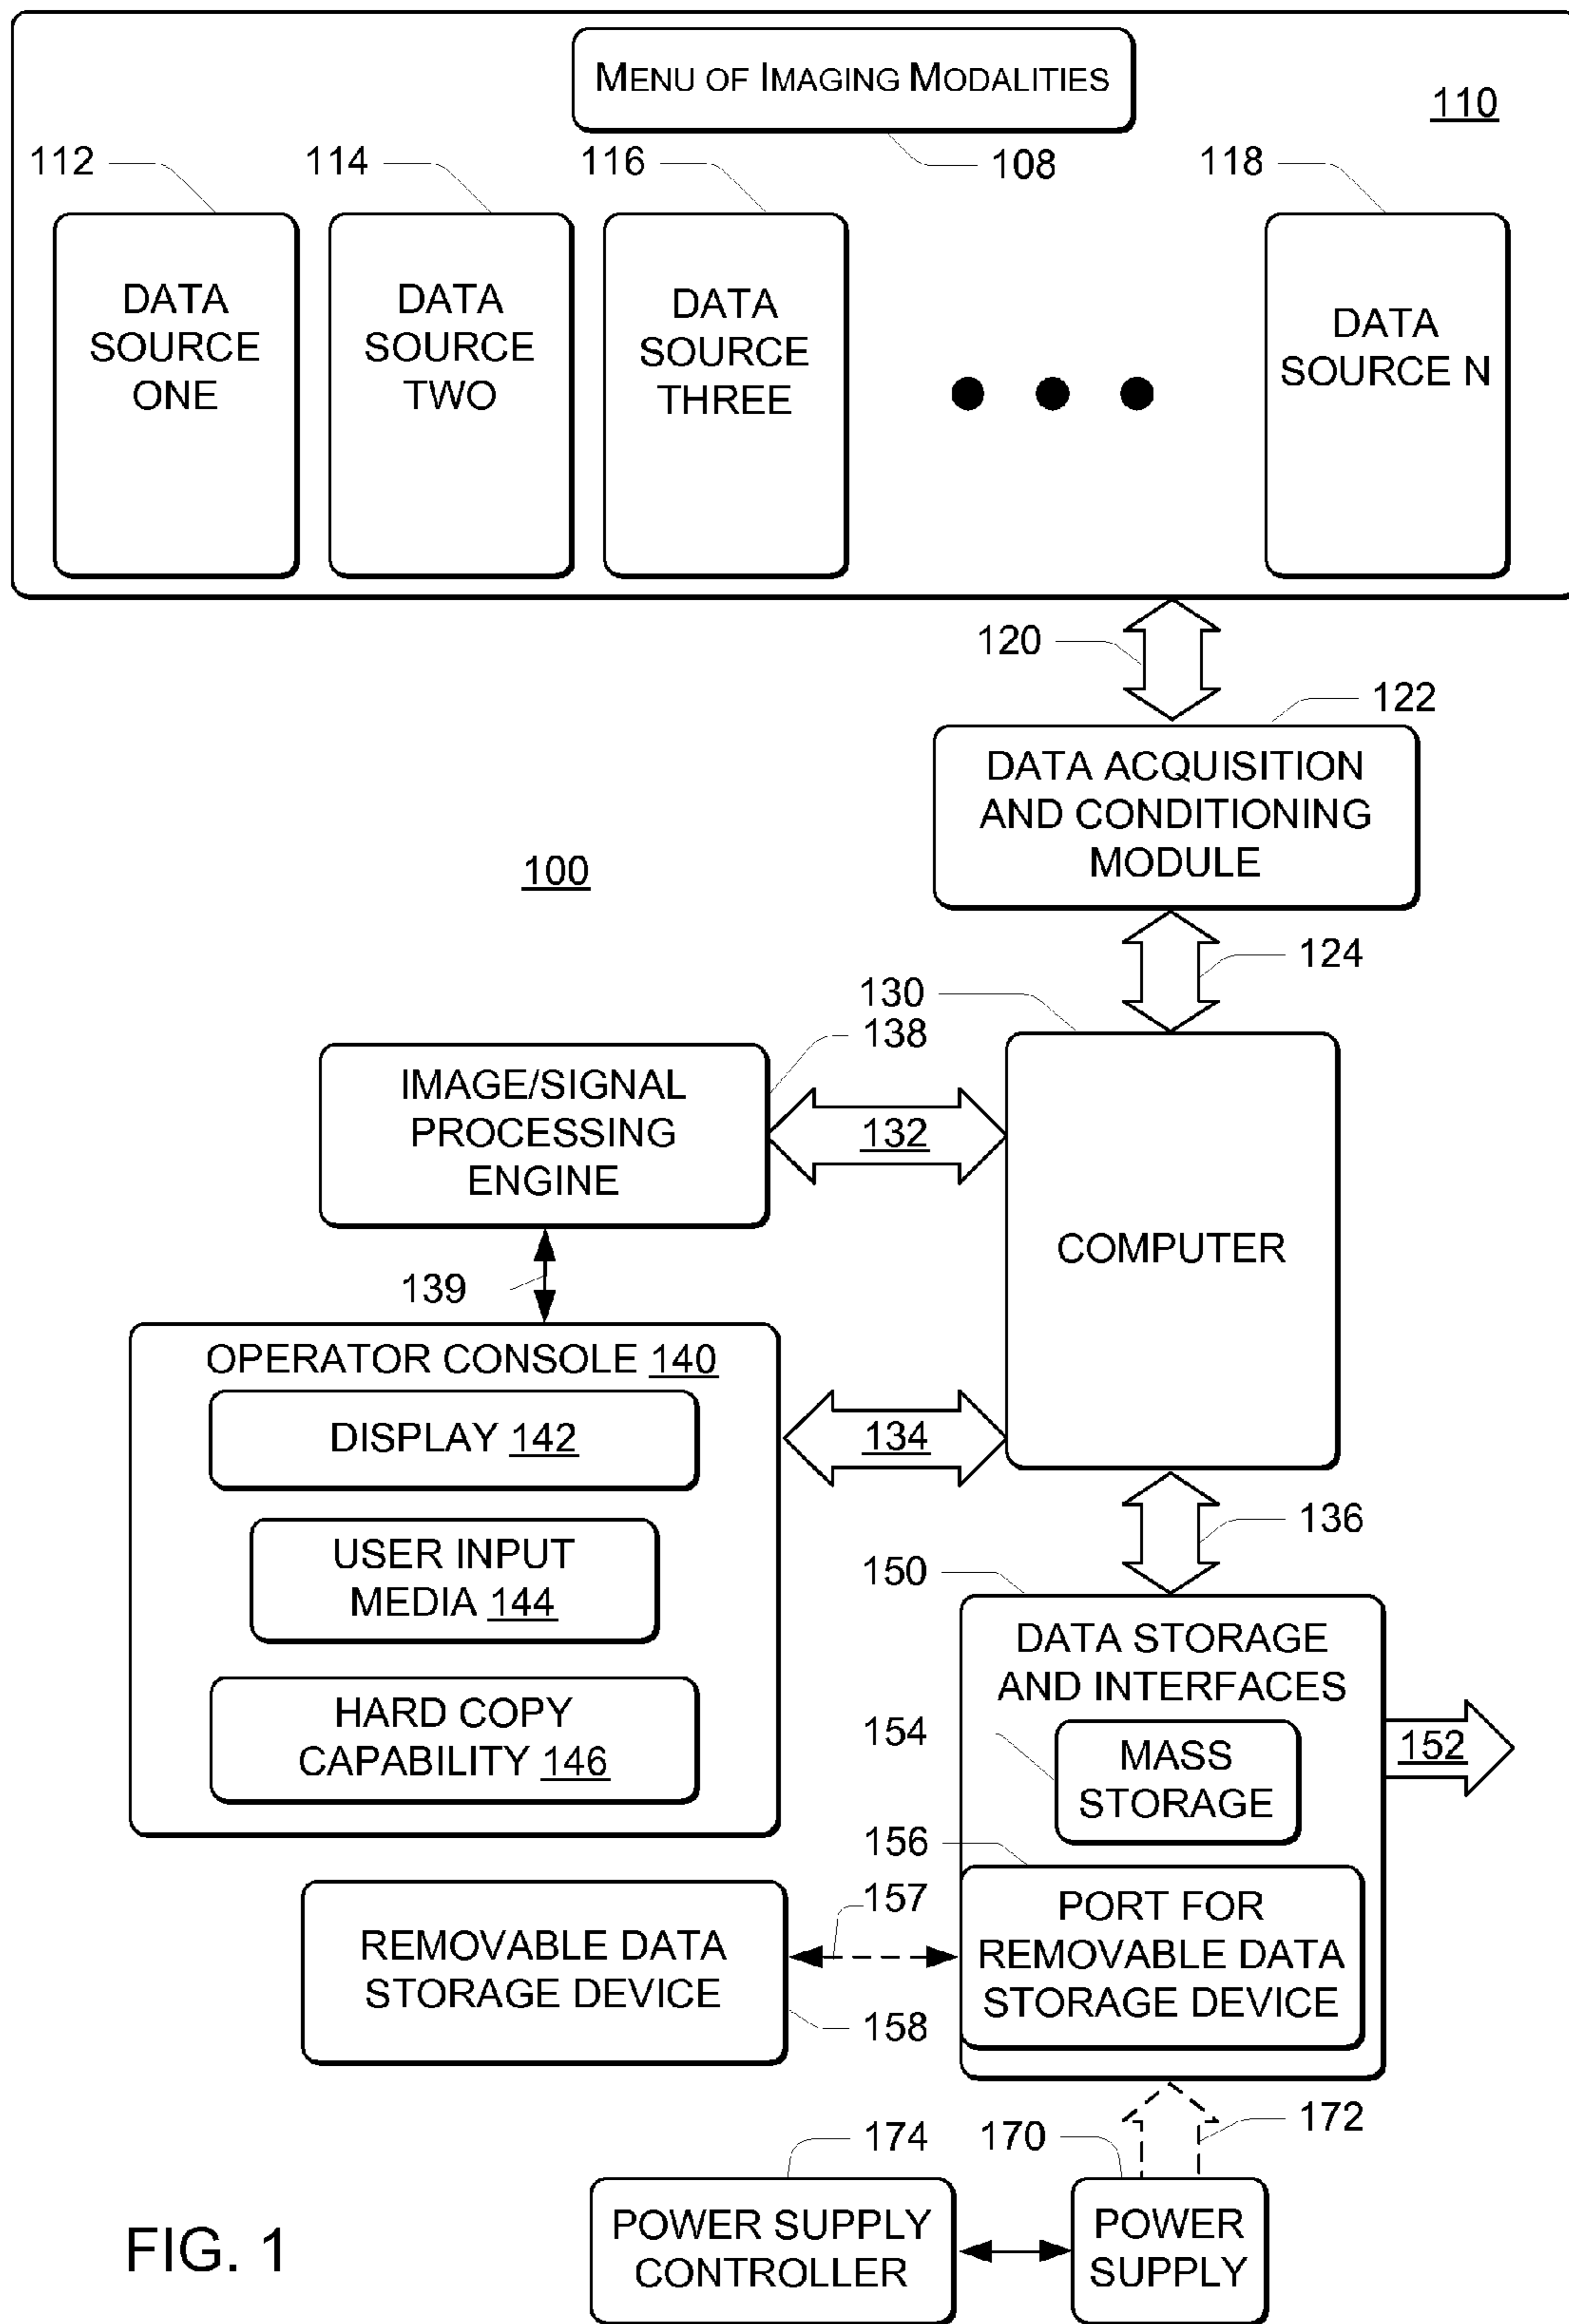 MENU OF IMAGING MODALITIES
110
112
114
116
108
118
DATA
SOURCE
ONE
DATA
SOURCE
TWO
DATA
SOURCE
THREE
DATA
SOURCE N
120
122
DATA ACQUISITION
AND CONDITIONING
MODULE
100
124
130
138
IMAGE/SIGNAL
PROCESSING
ENGINE
132
COMPUTER
139
OPERATOR CONSOLE 140
DISPLAY 142
134
USER INPUT
MEDIA 144
HARD COPY
CAPABILITY 146
136
150
DATA STORAGE
AND INTERFACES
154
MASS
STORAGE
152
156
PORT FOR
REMOVABLE DATA
STORAGE DEVICE
157
REMOVABLE DATA
STORAGE DEVICE
158
174
170
172
POWER SUPPLY
CONTROLLER
POWER
SUPPLY
FIG. 1